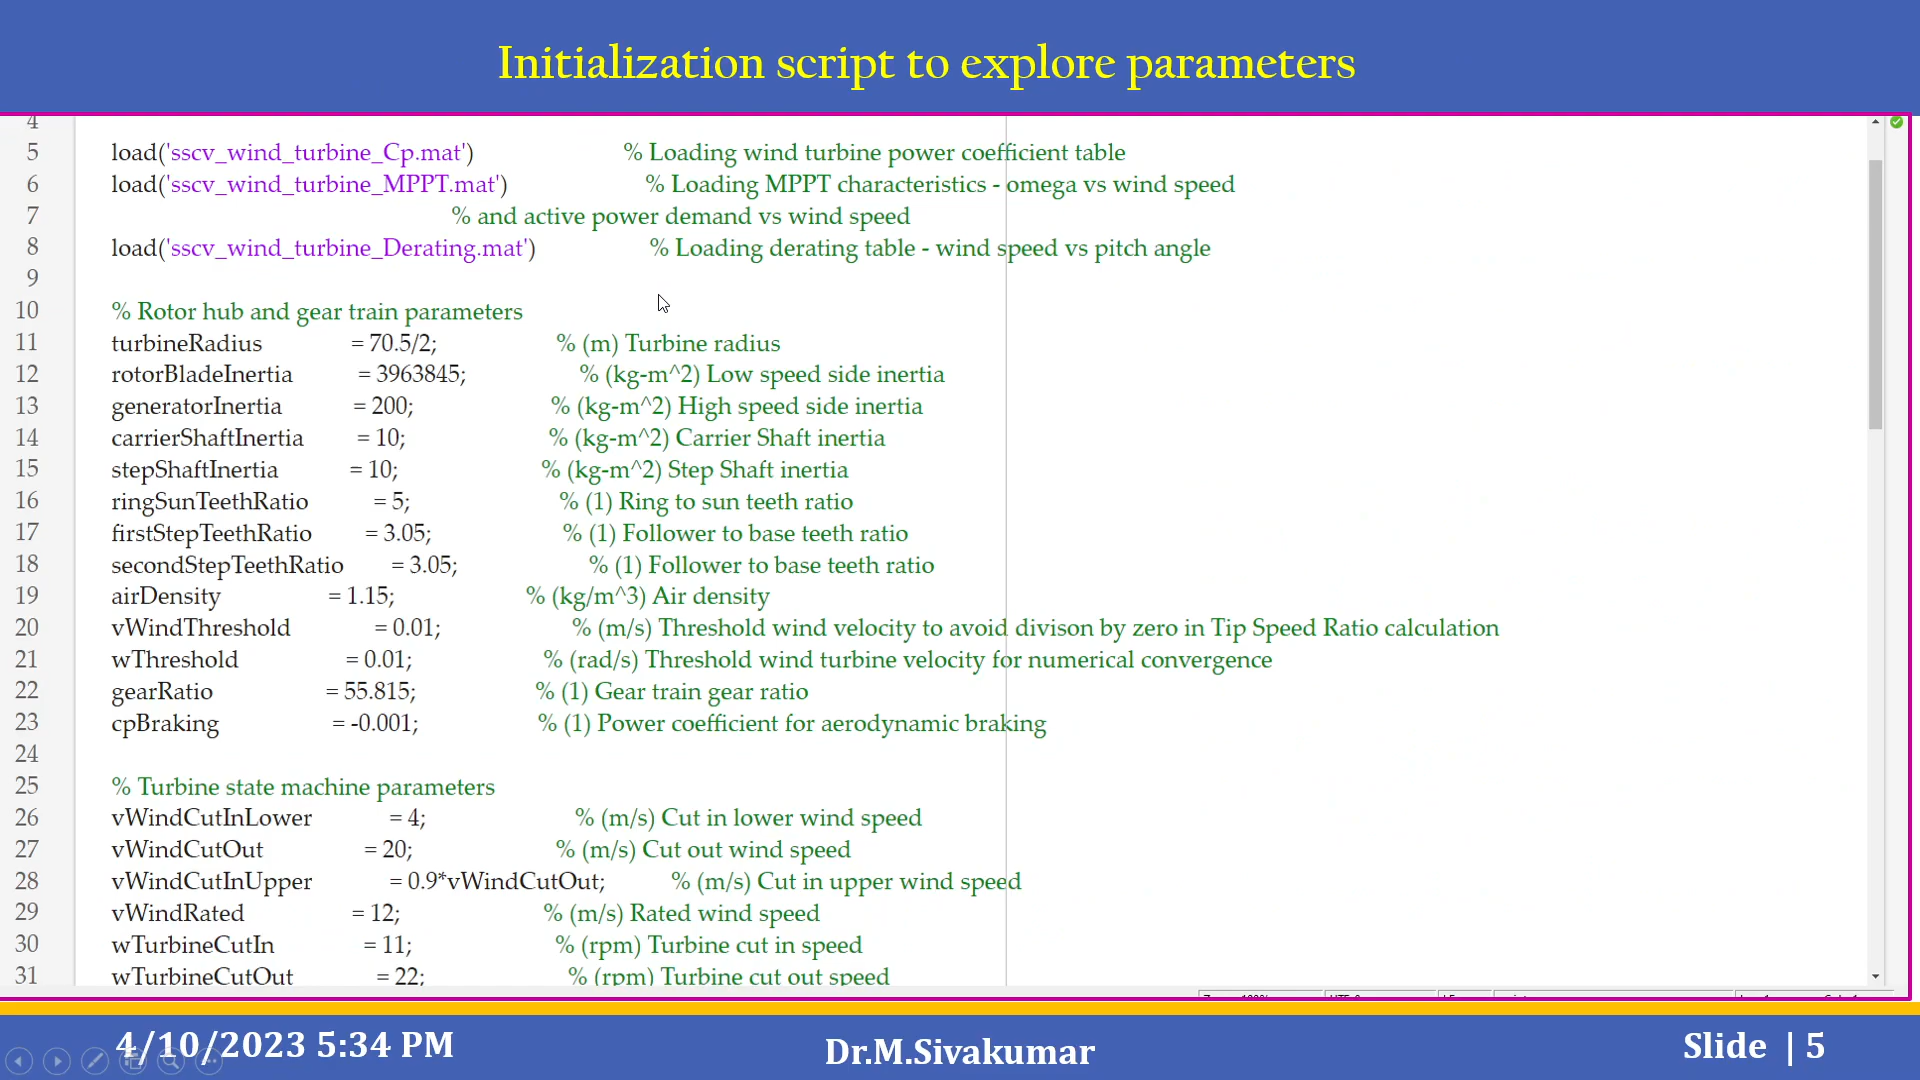 Initialization script to explore parameters
4
5 load('sscv_wind_turbine_Cp.mat') % Loading wind turbine power coefficient table
6 load('sscv_wind_turbine_MPPT.mat') % Loading MPPT characteristics - omega vs wind speed
7 % and active power demand vs wind speed
8 load('sscv_wind_turbine_Derating.mat') % Loading derating table - wind speed vs pitch angle
9
10 % Rotor hub and gear train parameters
11 turbineRadius = 70.5/2; % (m) Turbine radius
12 rotorBladeInertia = 3963845; % (kg-m^2) Low speed side inertia
13 generatorInertia = 200; % (kg-m^2) High speed side inertia
14 carrierShaftInertia = 10; % (kg-m^2) Carrier Shaft inertia
15 stepShaftInertia = 10; % (kg-m^2) Step Shaft inertia
16 ringSunTeethRatio = 5; % (1) Ring to sun teeth ratio
17 firstStepTeethRatio = 3.05; % (1) Follower to base teeth ratio
18 secondStepTeethRatio = 3.05; % (1) Follower to base teeth ratio
19 airDensity = 1.15; % (kg/m^3) Air density
20 vWindThreshold = 0.01; % (m/s) Threshold wind velocity to avoid divison by zero in Tip Speed Ratio calculation
21 wThreshold = 0.01; % (rad/s) Threshold wind turbine velocity for numerical convergence
22 gearRatio = 55.815; % (1) Gear train gear ratio
23 cpBraking = -0.001; % (1) Power coefficient for aerodynamic braking
24
25 % Turbine state machine parameters
26 vWindCutInLower = 4; % (m/s) Cut in lower wind speed
27 vWindCutOut = 20; % (m/s) Cut out wind speed
28 vWindCutInUpper = 0.9*vWindCutOut; % (m/s) Cut in upper wind speed
29 vWindRated = 12; % (m/s) Rated wind speed
30 wTurbineCutIn = 11; % (rpm) Turbine cut in speed
31 wTurbineCutOut = 22; % (rpm) Turbine cut out speed
4/10/2023 5:34 PM
Dr.M.Sivakumar
Slide | 5